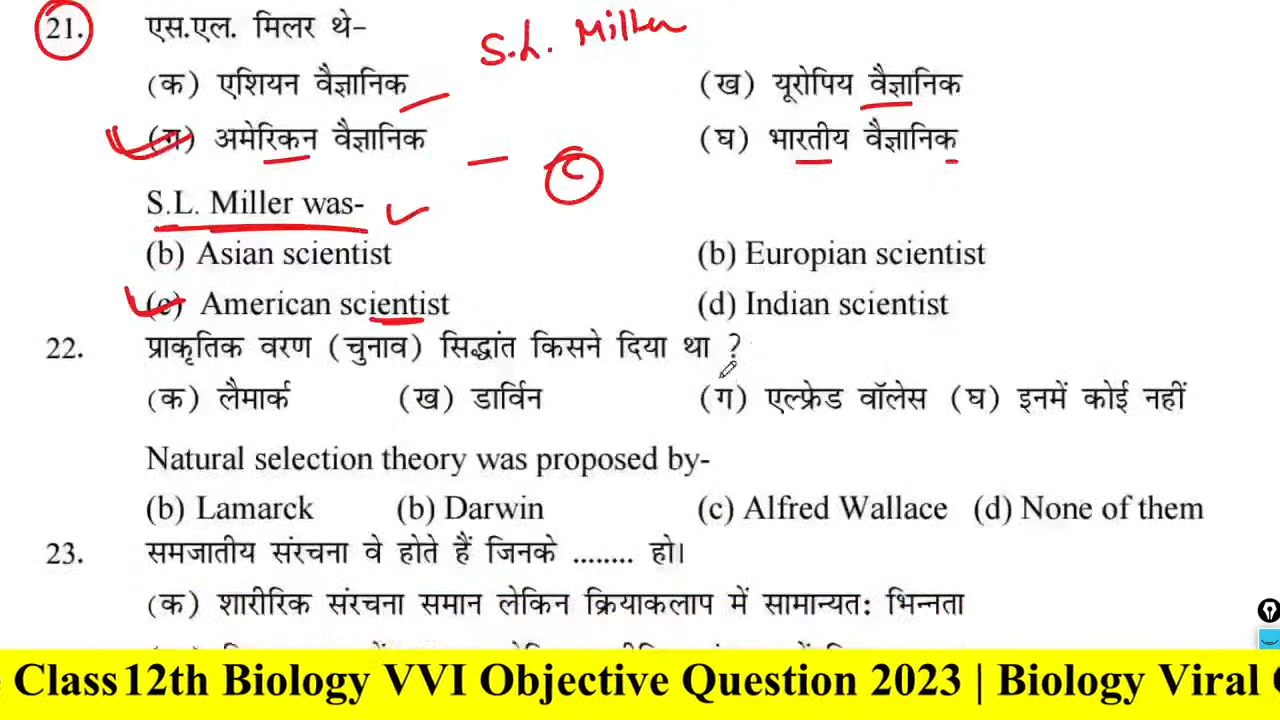 21. एस.एल. मिलर थे-
S.L. Miller
(क) एशियन वैज्ञानिक (ख) यूरोपिय वैज्ञानिक
(ग) अमेरिकन वैज्ञानिक (घ) भारतीय वैज्ञानिक
C
S.L. Miller was-
(b) Asian scientist (b) Europian scientist
(c) American scientist (d) Indian scientist
22. प्राकृतिक वरण (चुनाव) सिद्धांत किसने दिया था ?
(क) लैमार्क (ख) डार्विन (ग) एल्फ्रेड वॉलेस (घ) इनमें कोई नहीं
Natural selection theory was proposed by-
(b) Lamarck (b) Darwin (c) Alfred Wallace (d) None of them
23. समजातीय संरचना वे होते हैं जिनके ........ हो।
(क) शारीरिक संरचना समान लेकिन क्रियाकलाप में सामान्यतः भिन्नता
Class 12th Biology VVI Objective Question 2023 | Biology Viral